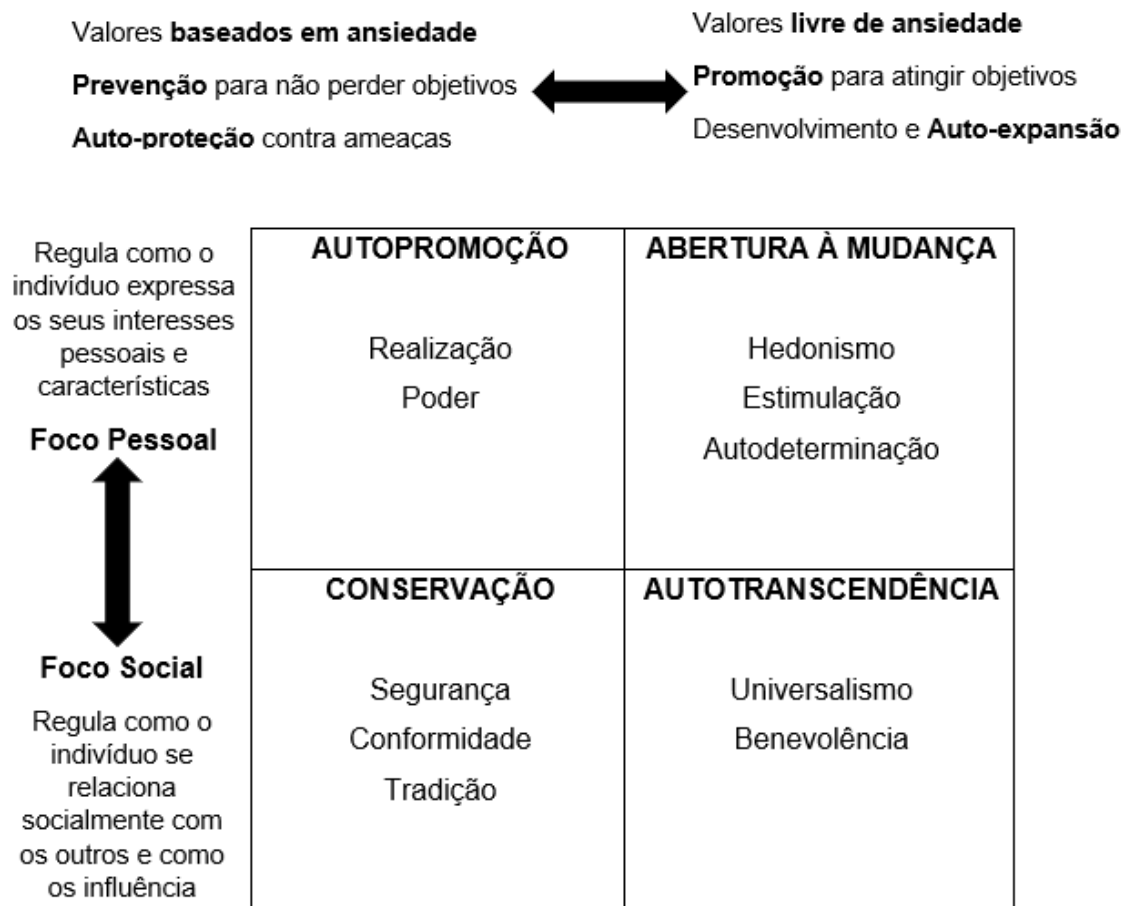 Valores baseados em ansiedade
Prevenção para não perder objetivos
Auto-proteção contra ameaças
Valores livre de ansiedade
Promoção para atingir objetivos
Desenvolvimento e Auto-expansão
Regula como o
indivíduo expressa
os seus interesses
pessoais e
características
Foco Pessoal
Foco Social
Regula como o
indivíduo se
relaciona
socialmente com
os outros e como
os influência
AUTOPROMOÇÃO
Realização
Poder
ABERTURA À MUDANÇA
Hedonismo
Estimulação
Autodeterminação
CONSERVAÇÃO
Segurança
Conformidade
Tradição
AUTOTRANSCENDÊNCIA
Universalismo
Benevolência